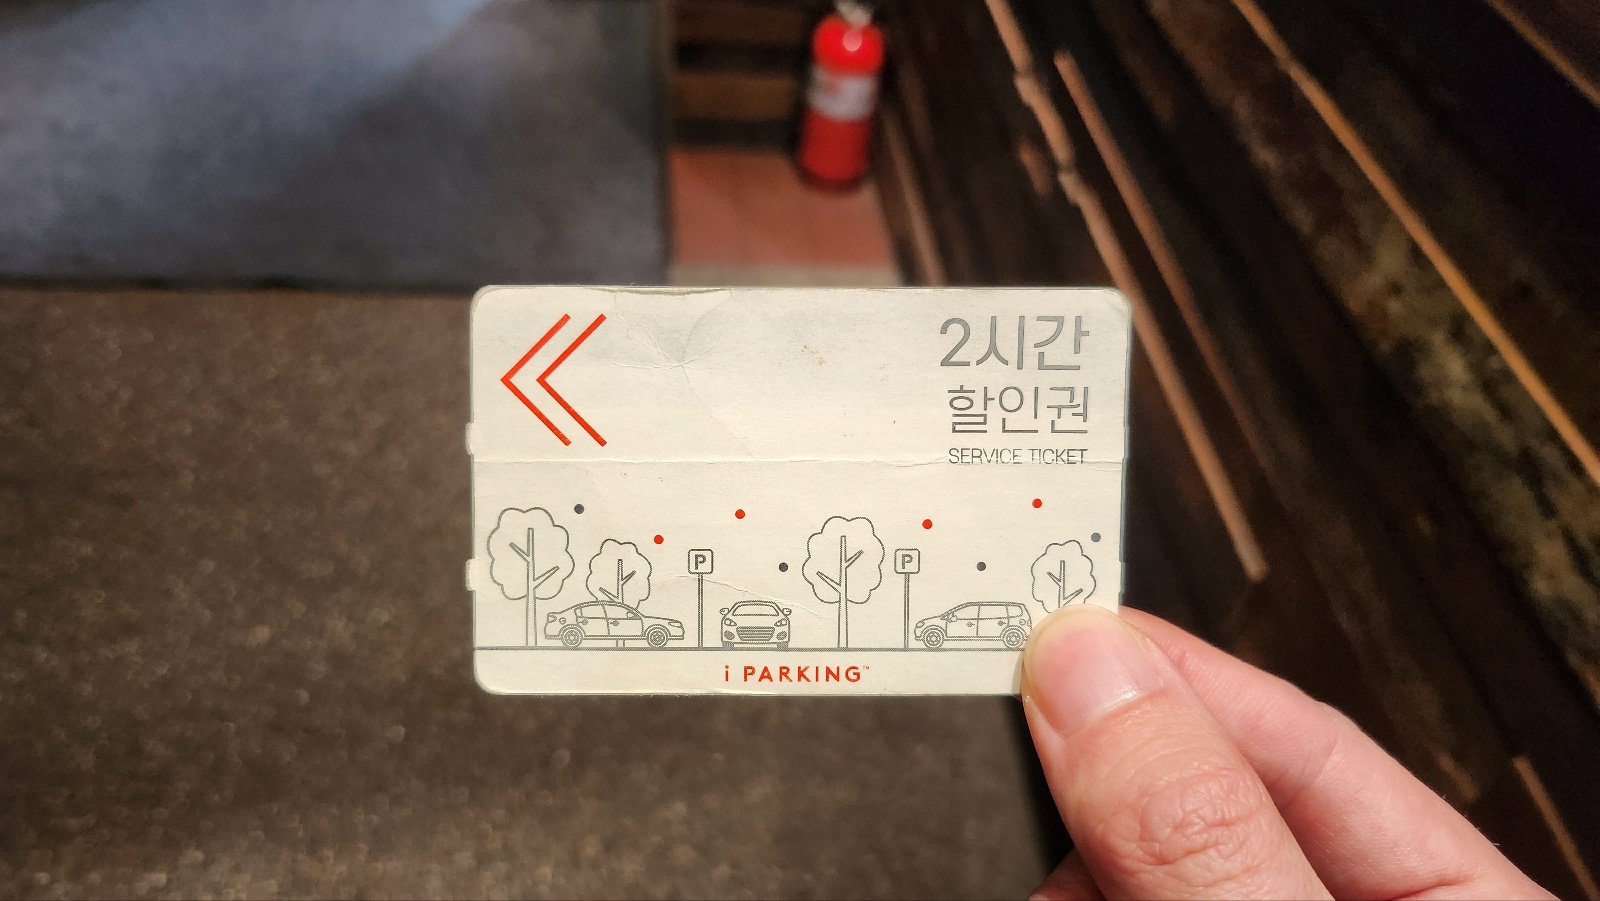 2시간
할인권
SERVICE TICKET
P
P
i PARKING™